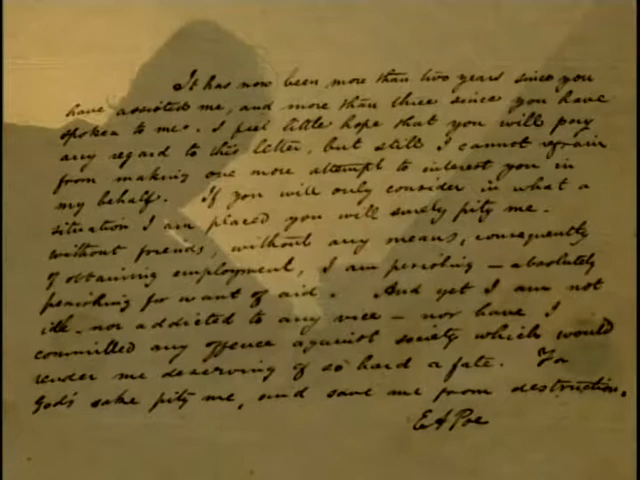 It has now been more than two years since you
have assisted me, and more than three since you have
spoken to me. I feel little hope that you will pay
any regard to this letter, but still I cannot refrain
from making one more attempt to interest you in
my behalf. If you will only consider in what a
situation I am placed you will surely pity me -
without friends, without any means, consequently
of obtaining employment, I am perishing - absolutely
perishing for want of aid. And yet I am not
idle - nor addicted to any vice - nor have I
committed any offence against society which would
render me deserving of so hard a fate. For
God's sake pity me, and save me from destruction.
E A Poe